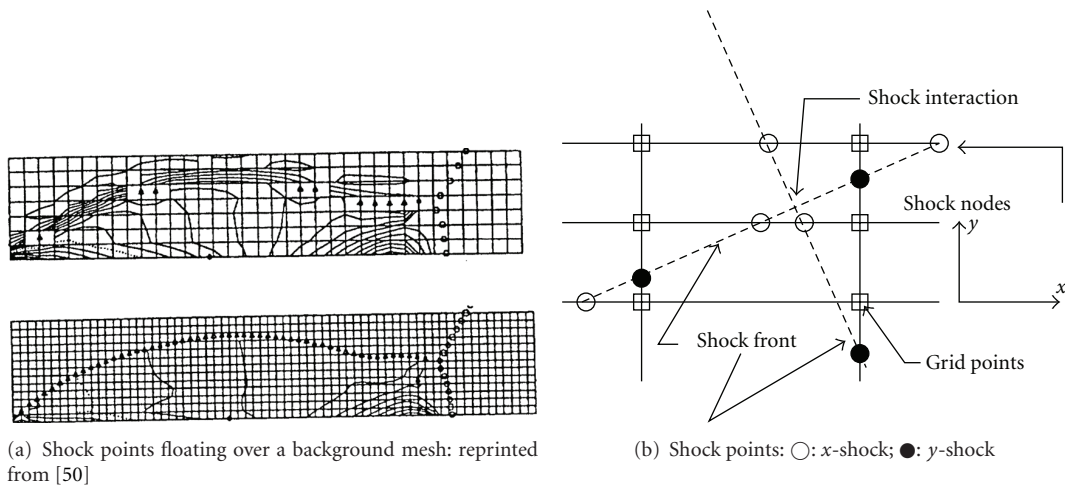 Shock interaction
Shock nodes
y
x
Shock front
Grid points
(a) Shock points floating over a background mesh: reprinted
from [50]
(b) Shock points: ○: x-shock; ●: y-shock